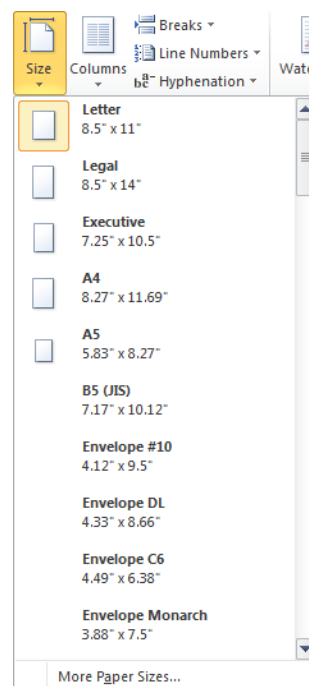 Size
Columns
Breaks
Line Numbers
Hyphenation
Letter
8.5" x 11"
Legal
8.5" x 14"
Executive
7.25" x 10.5"
A4
8.27" x 11.69"
A5
5.83" x 8.27"
B5 (JIS)
7.17" x 10.12"
Envelope #10
4.12" x 9.5"
Envelope DL
4.33" x 8.66"
Envelope C6
4.49" x 6.38"
Envelope Monarch
3.88" x 7.5"
More Paper Sizes...